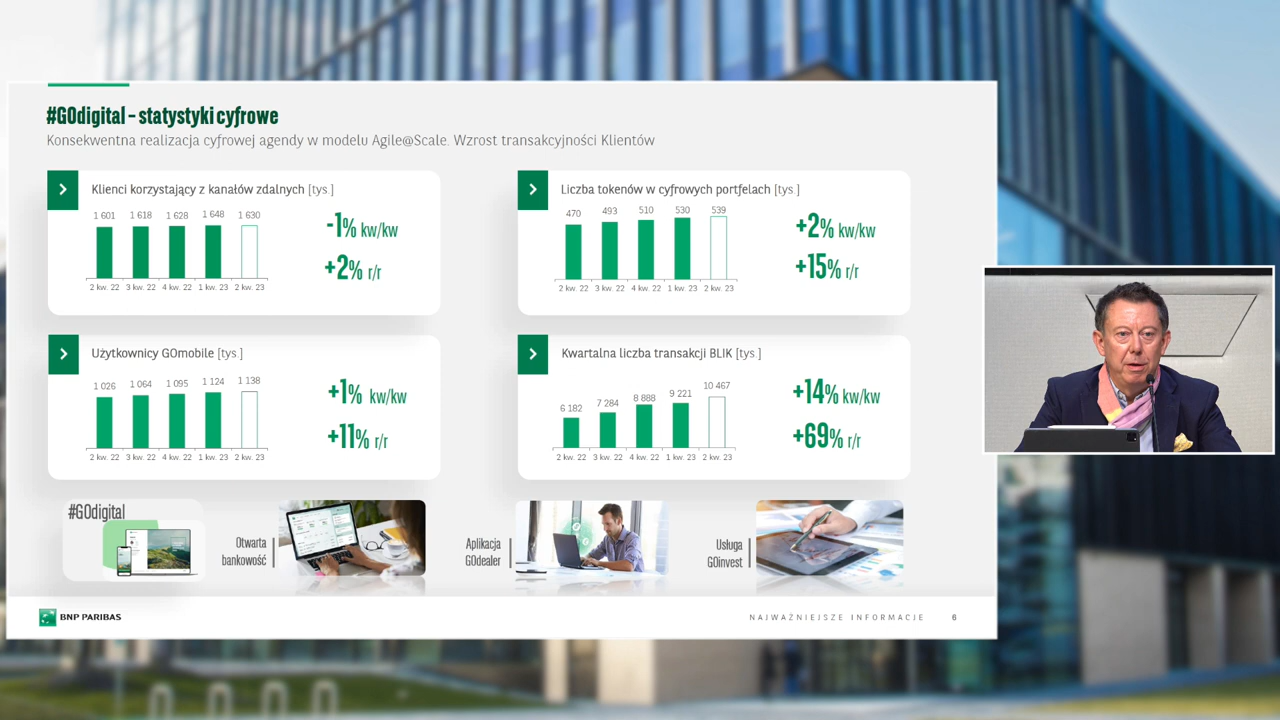 #GOdigital – statystyki cyfrowe
Konsekwentna realizacja cyfrowej agendy w modelu Agile@Scale. Wzrost transakcyjności Klientów
Klienci korzystający z kanałów zdalnych [tys.]
1 601 1 618 1 628 1 648 1 630
2 kw. 22 3 kw. 22 4 kw. 22 1 kw. 23 2 kw. 23
-1% kw/kw
+2% r/r
Liczba tokenów w cyfrowych portfelach [tys.]
470 493 510 530 539
2 kw. 22 3 kw. 22 4 kw. 22 1 kw. 23 2 kw. 23
+2% kw/kw
+15% r/r
Użytkownicy GOmobile [tys.]
1 026 1 064 1 095 1 124 1 138
2 kw. 22 3 kw. 22 4 kw. 22 1 kw. 23 2 kw. 23
+1% kw/kw
+11% r/r
Kwartalna liczba transakcji BLIK [tys.]
6 182 7 284 8 888 9 221 10 467
2 kw. 22 3 kw. 22 4 kw. 22 1 kw. 23 2 kw. 23
+14% kw/kw
+69% r/r
#GOdigital
Otwarta
bankowość
Aplikacja
GOdealer
Usługa
GOinvest
BNP PARIBAS
NAJWAŻNIEJSZE INFORMACJE 6